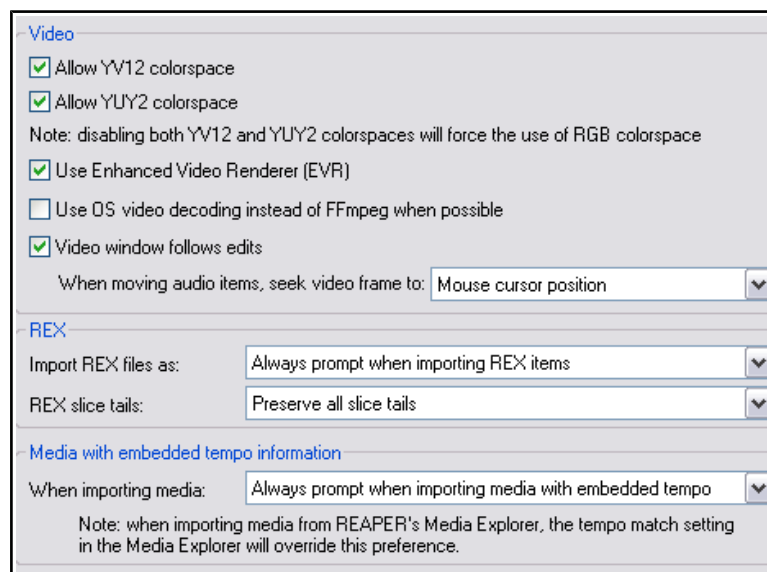 Video
Allow YV12 colorspace
Allow YUY2 colorspace
Note: disabling both YV12 and YUY2 colorspaces will force the use of RGB colorspace
Use Enhanced Video Renderer (EVR)
Use OS video decoding instead of FFmpeg when possible
Video window follows edits
When moving audio items, seek video frame to: Mouse cursor position
REX
Import REX files as: Always prompt when importing REX items
REX slice tails: Preserve all slice tails
Media with embedded tempo information
When importing media: Always prompt when importing media with embedded tempo
Note: when importing media from REAPER's Media Explorer, the tempo match setting
in the Media Explorer will override this preference.